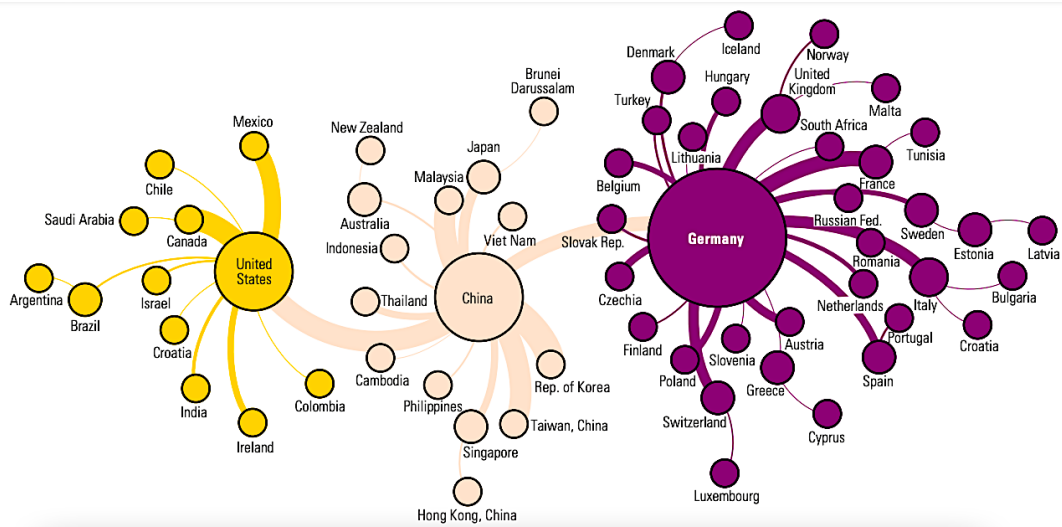 Mexico
Chile
Saudi Arabia
Canada
United
States
Argentina
Brazil
Israel
Croatia
India
Ireland
Colombia
New Zealand
Australia
Indonesia
Malaysia
Japan
Brunei
Darussalam
Viet Nam
Thailand
China
Cambodia
Philippines
Singapore
Hong Kong, China
Taiwan, China
Rep. of Korea
Denmark
Iceland
Turkey
Hungary
Lithuania
Belgium
Slovak Rep.
Czechia
Germany
Norway
United
Kingdom
Malta
South Africa
Tunisia
France
Russian Fed.
Sweden
Estonia
Latvia
Romania
Netherlands
Italy
Bulgaria
Croatia
Portugal
Spain
Finland
Poland
Slovenia
Austria
Greece
Cyprus
Switzerland
Luxembourg